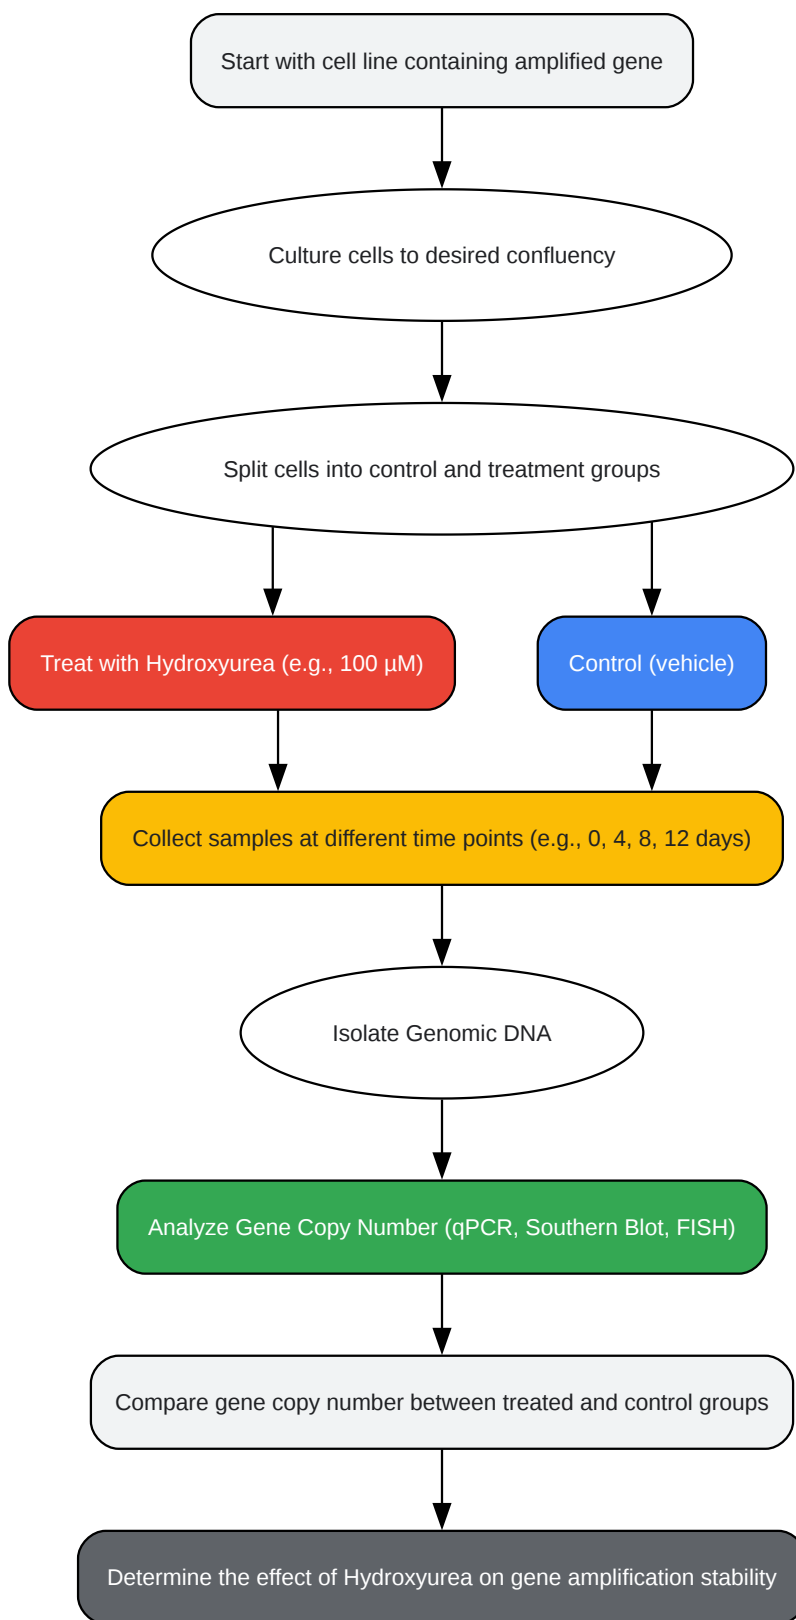 Start with cell line containing amplified gene
Culture cells to desired confluency
Split cells into control and treatment groups
Treat with Hydroxyurea (e.g., 100 µM)
Control (vehicle)
Collect samples at different time points (e.g., 0, 4, 8, 12 days)
Isolate Genomic DNA
Analyze Gene Copy Number (qPCR, Southern Blot, FISH)
Compare gene copy number between treated and control groups
Determine the effect of Hydroxyurea on gene amplification stability